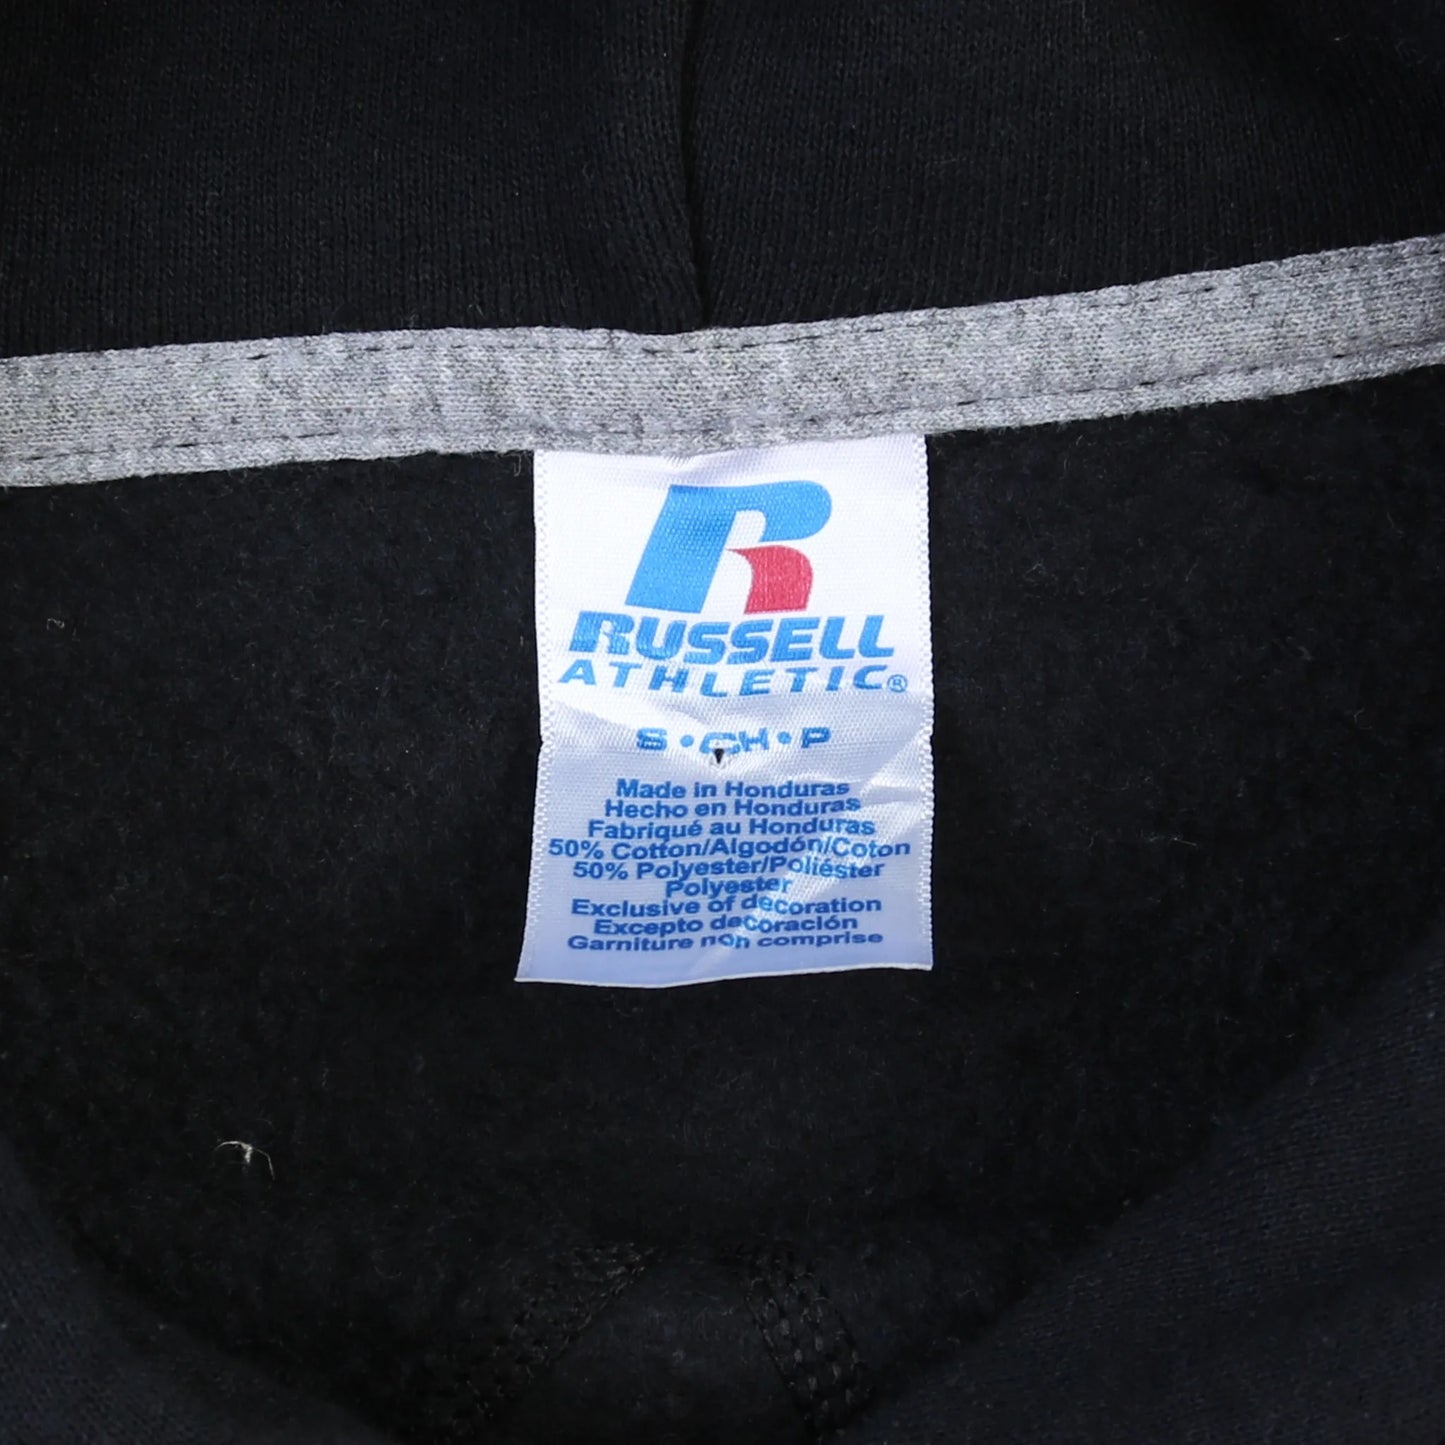 RUSSELL
ATHLETIC®
S • CH • P
Made in Honduras
Hecho en Honduras
Fabriqué au Honduras
50% Cotton/Algodón/Coton
50% Polyester/Poliéster
Polyester
Exclusive of decoration
Excepto decoración
Garniture non comprise